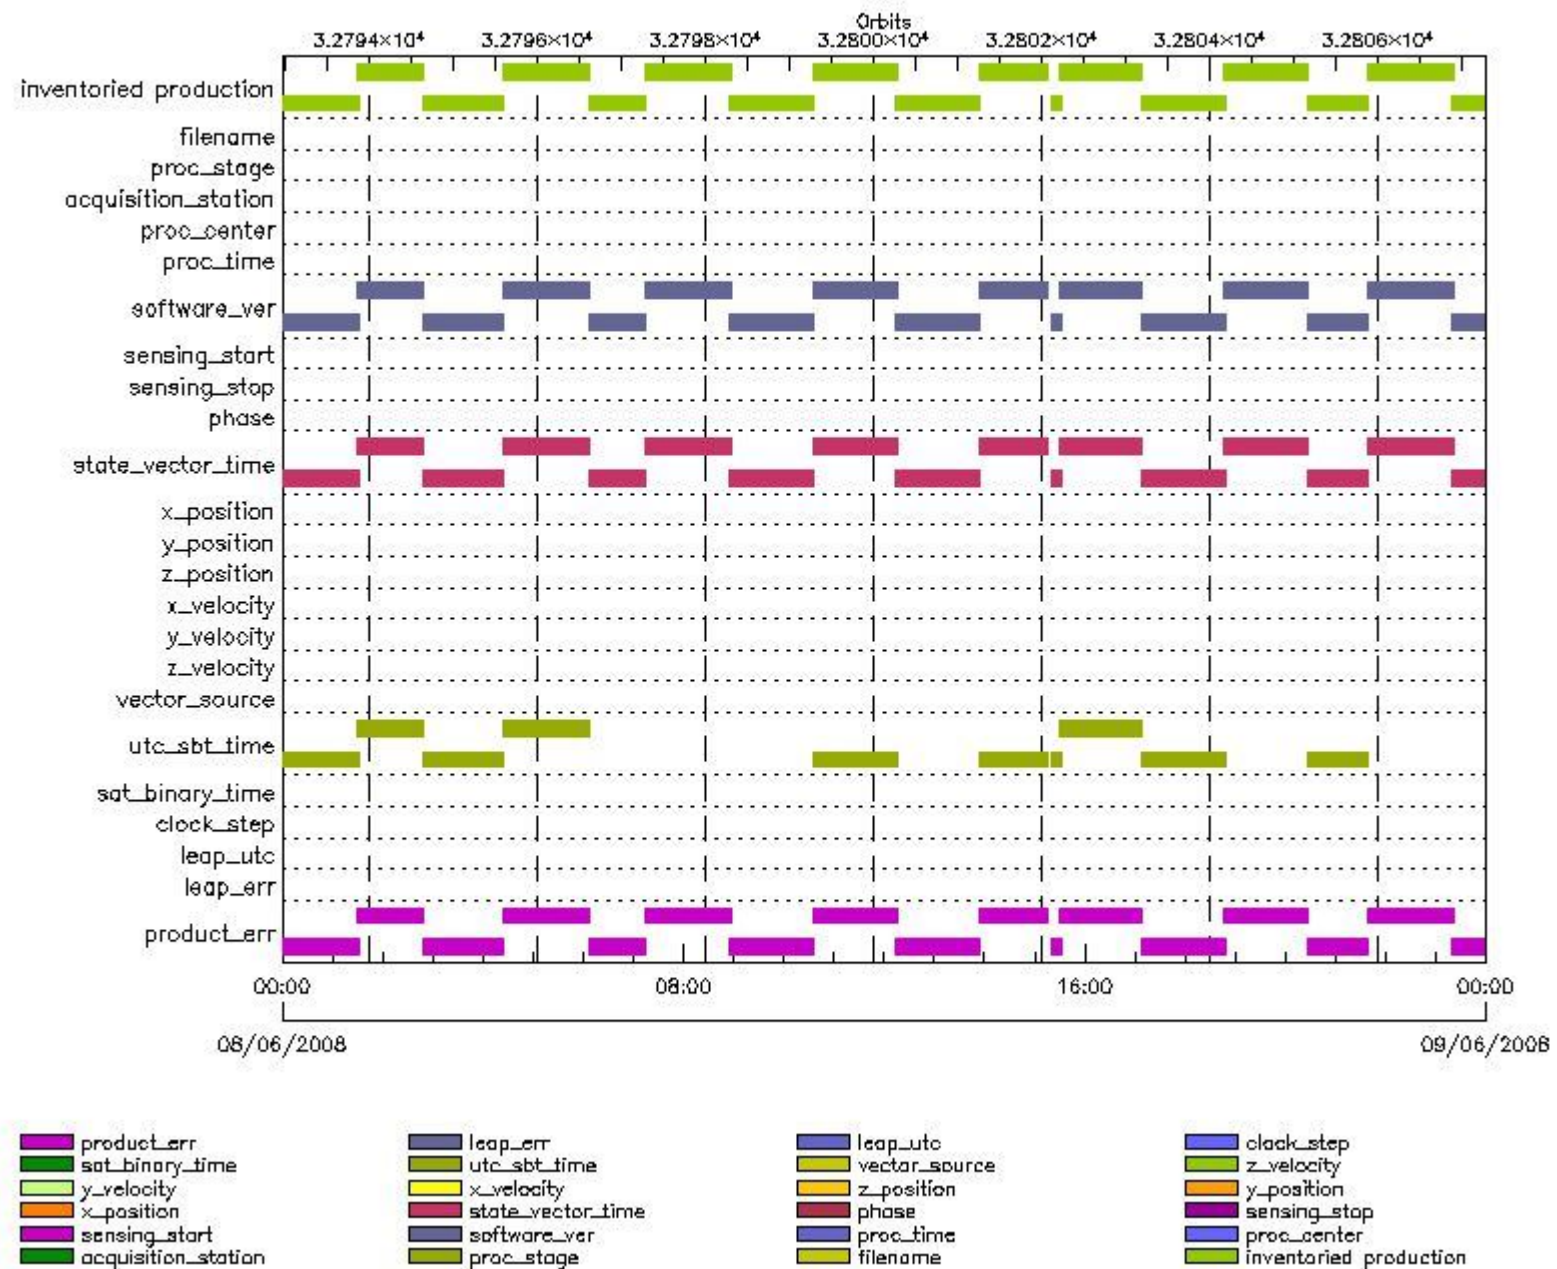 Orbits
3.2794×10⁴ 3.2796×10⁴ 3.2798×10⁴ 3.2800×10⁴ 3.2802×10⁴ 3.2804×10⁴ 3.2806×10⁴
inventoried production
filename
proc_stage
acquisition_station
proc_center
proc_time
software_ver
sensing_start
sensing_stop
phase
state_vector_time
x_position
y_position
z_position
x_velocity
y_velocity
z_velocity
vector_source
utc_sbt_time
sat_binary_time
clock_step
leap_utc
leap_err
product_err
00:00 08:00 16:00 00:00
08/06/2008 09/06/2008
product_err leap_err leap_utc clock_step
sat_binary_time utc_sbt_time vector_source z_velocity
y_velocity x_velocity z_position y_position
x_position state_vector_time phase sensing_stop
sensing_start software_ver proc_time proc_center
acquisition_station proc_stage filename inventoried production